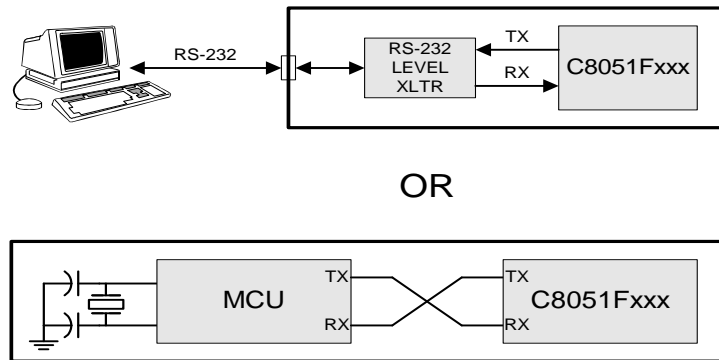 RS-232
RS-232
LEVEL
XLTR
TX
RX
C8051Fxxx
OR
MCU
TX
RX
TX
RX
C8051Fxxx